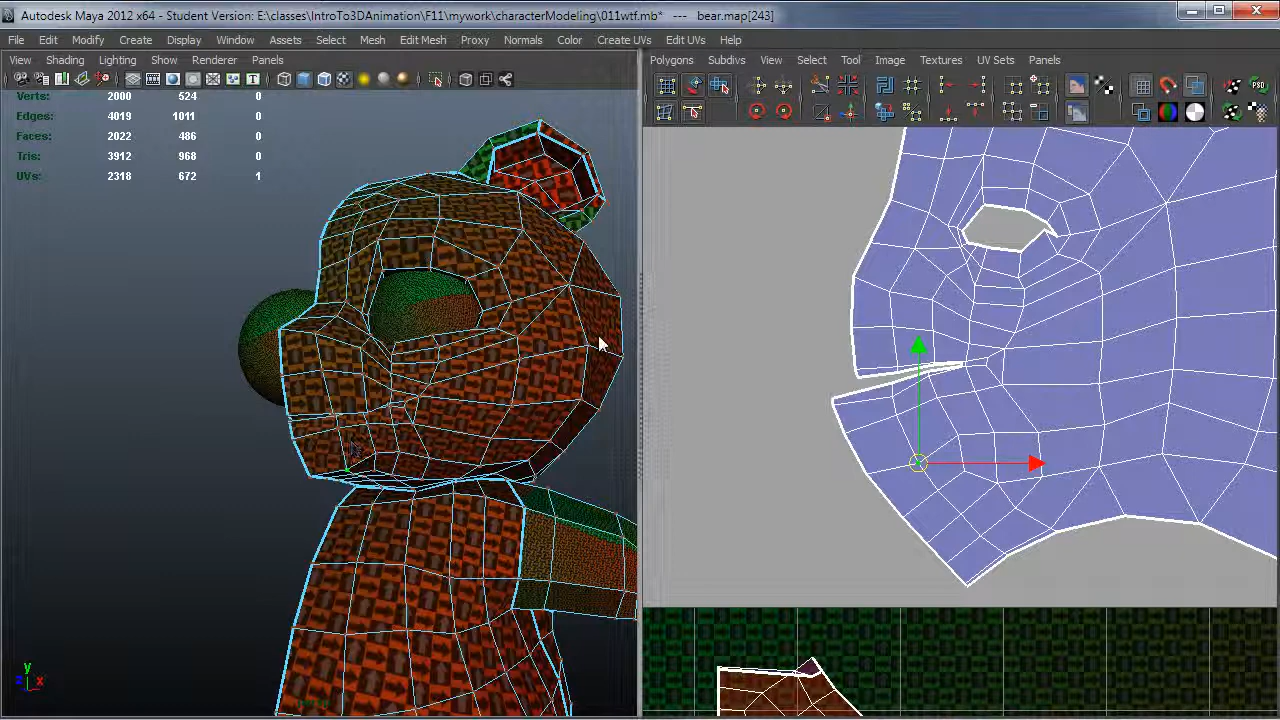 Autodesk Maya 2012 x64 - Student Version: E:\classes\IntroTo3DAnimation\F11\mywork\characterModeling\011wtf.mb* --- bear.map[243]
File Edit Modify Create Display Window Assets Select Mesh Edit Mesh Proxy Normals Color Create UVs Edit UVs Help
View Shading Lighting Show Renderer Panels
Polygons Subdivs View Select Tool Image Textures UV Sets Panels
Verts: 2000 524 0
Edges: 4019 1011 0
Faces: 2022 486 0
Tris: 3912 968 0
UVs: 2318 672 1
y
z x